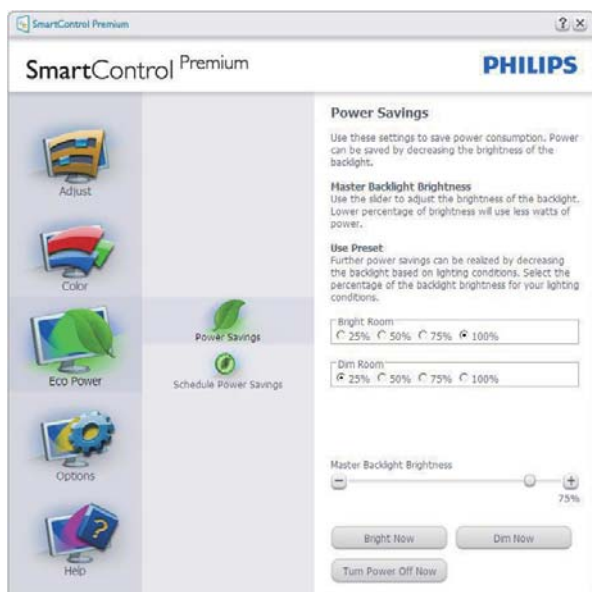 SmartControl Premium
SmartControl Premium
PHILIPS
Adjust
Color
Eco Power
Options
Help
Power Savings
Schedule Power Savings
Power Savings
Use these settings to save power consumption. Power
can be saved by decreasing the brightness of the
backlight.
Master Backlight Brightness
Use the slider to adjust the brightness of the backlight.
Lower percentage of brightness will use less watts of
power.
Use Preset
Further power savings can be realized by decreasing
the backlight based on lighting conditions. Select the
percentage of the backlight brightness for your lighting
conditions.
Bright Room
25% 50% 75% 100%
Dim Room
25% 50% 75% 100%
Master Backlight Brightness
75%
Bright Now Dim Now
Turn Power Off Now